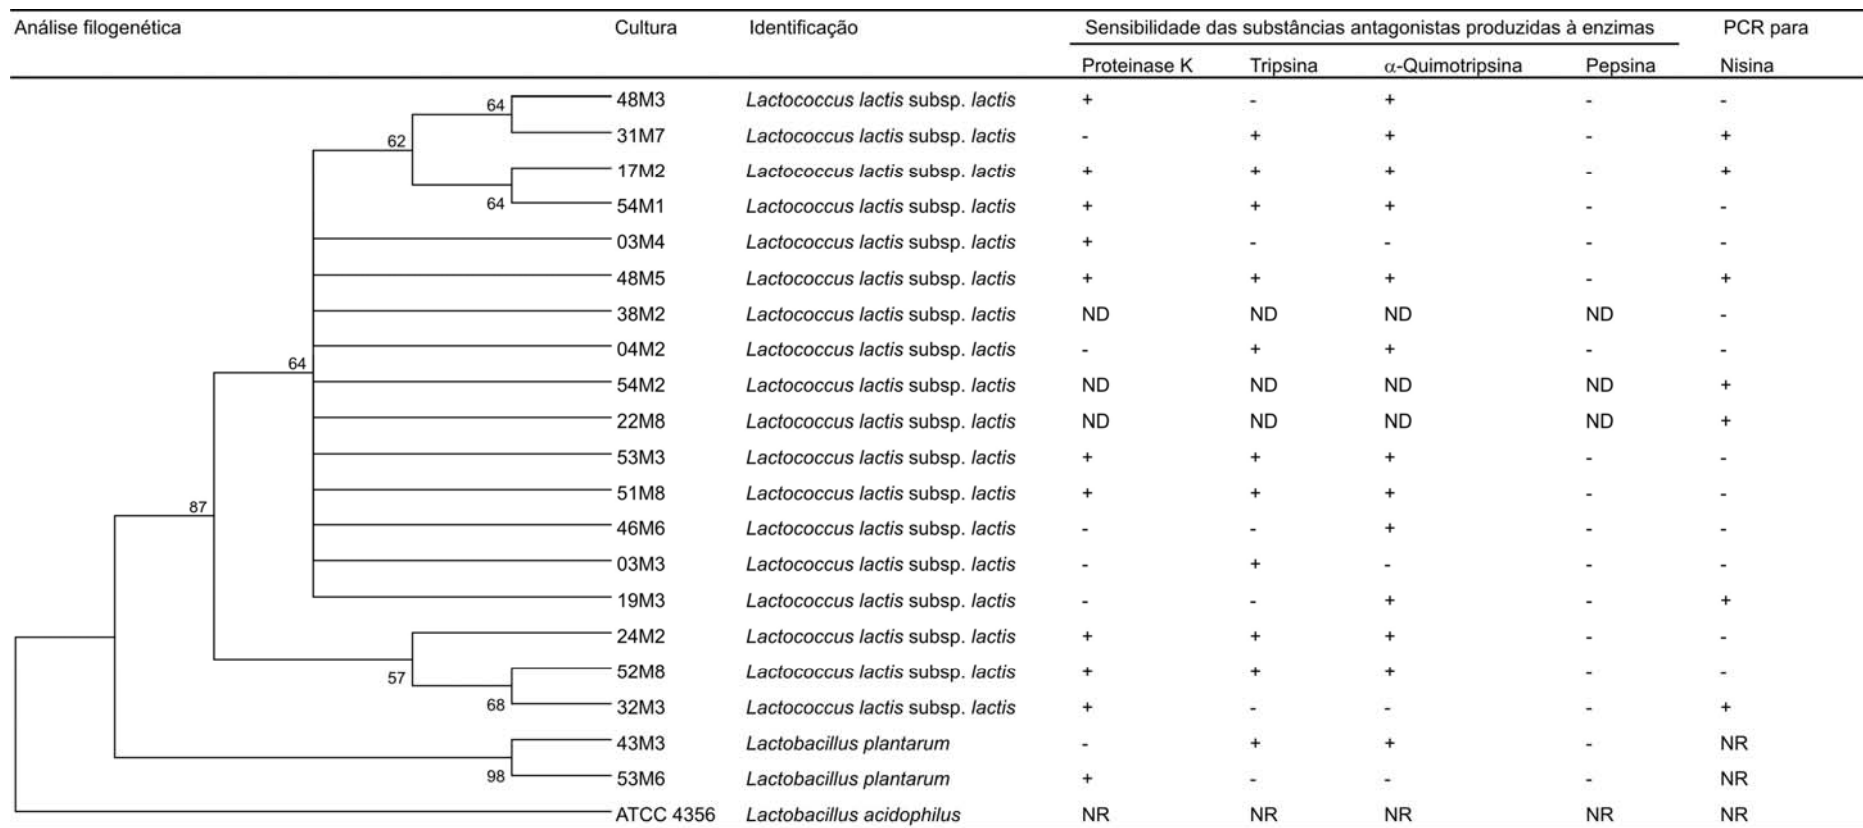 Análise filogenética Cultura Identificação Sensibilidade das substâncias antagonistas produzidas à enzimas PCR para
Proteinase K Tripsina α-Quimotripsina Pepsina Nisina
64 48M3 Lactococcus lactis subsp. lactis + - + - -
62 31M7 Lactococcus lactis subsp. lactis - + + - +
17M2 Lactococcus lactis subsp. lactis + + + - +
64 54M1 Lactococcus lactis subsp. lactis + + + - -
03M4 Lactococcus lactis subsp. lactis + - - - -
48M5 Lactococcus lactis subsp. lactis + + + - +
38M2 Lactococcus lactis subsp. lactis ND ND ND ND -
64 04M2 Lactococcus lactis subsp. lactis - + + - -
54M2 Lactococcus lactis subsp. lactis ND ND ND ND +
22M8 Lactococcus lactis subsp. lactis ND ND ND ND +
53M3 Lactococcus lactis subsp. lactis + + + - -
87 51M8 Lactococcus lactis subsp. lactis + + + - -
46M6 Lactococcus lactis subsp. lactis - - + - -
03M3 Lactococcus lactis subsp. lactis - + - - -
19M3 Lactococcus lactis subsp. lactis - - + - +
24M2 Lactococcus lactis subsp. lactis + + + - -
57 52M8 Lactococcus lactis subsp. lactis + + + - -
68 32M3 Lactococcus lactis subsp. lactis + - - - +
43M3 Lactobacillus plantarum - + + - NR
98 53M6 Lactobacillus plantarum + - - - NR
ATCC 4356 Lactobacillus acidophilus NR NR NR NR NR